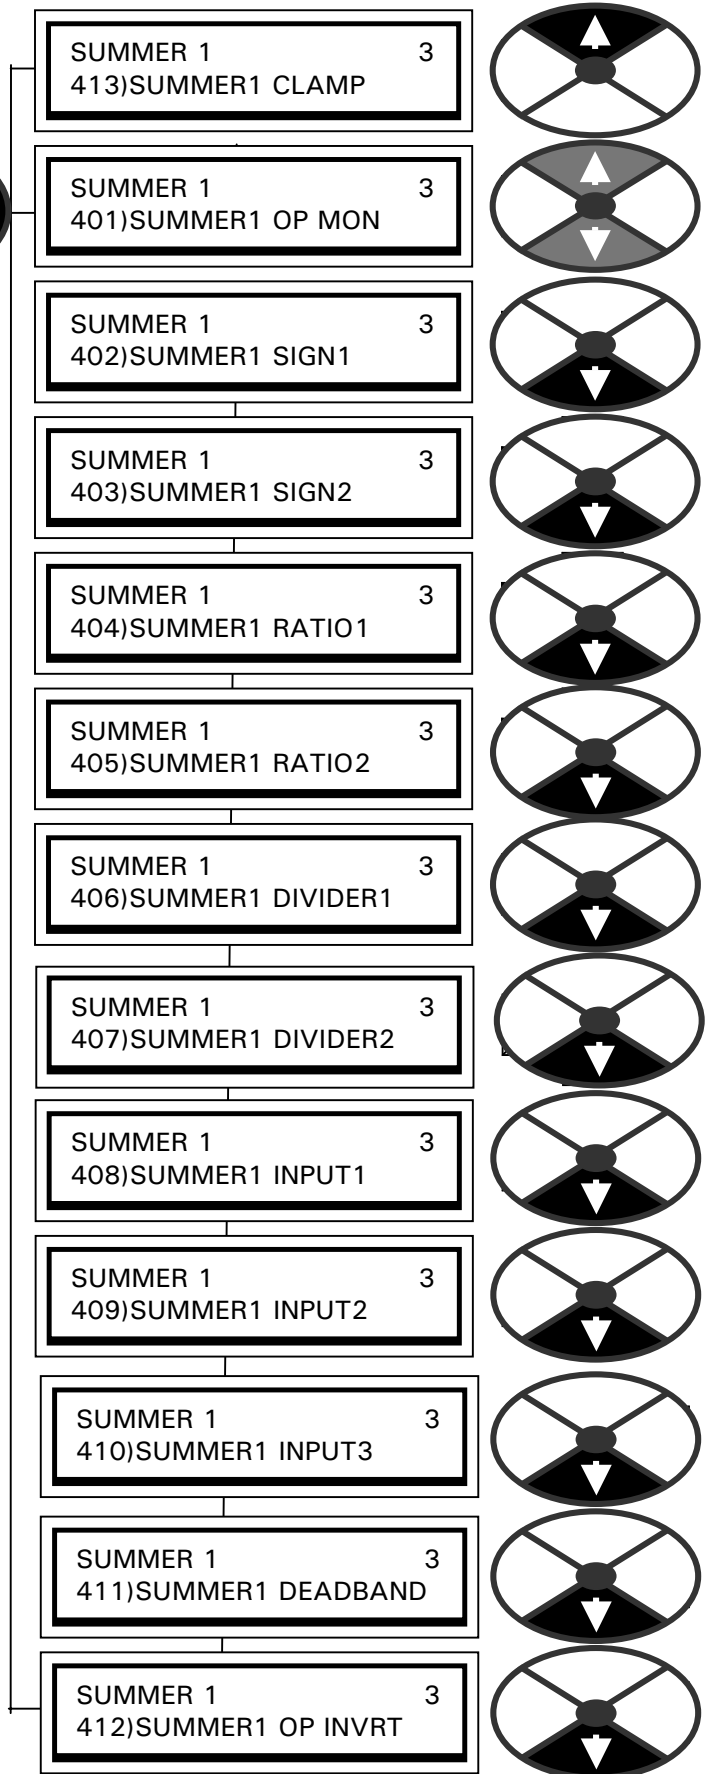 SUMMER 1 3
413)SUMMER1 CLAMP
SUMMER 1 3
401)SUMMER1 OP MON
SUMMER 1 3
402)SUMMER1 SIGN1
SUMMER 1 3
403)SUMMER1 SIGN2
SUMMER 1 3
404)SUMMER1 RATIO1
SUMMER 1 3
405)SUMMER1 RATIO2
SUMMER 1 3
406)SUMMER1 DIVIDER1
SUMMER 1 3
407)SUMMER1 DIVIDER2
SUMMER 1 3
408)SUMMER1 INPUT1
SUMMER 1 3
409)SUMMER1 INPUT2
SUMMER 1 3
410)SUMMER1 INPUT3
SUMMER 1 3
411)SUMMER1 DEADBAND
SUMMER 1 3
412)SUMMER1 OP INVRT